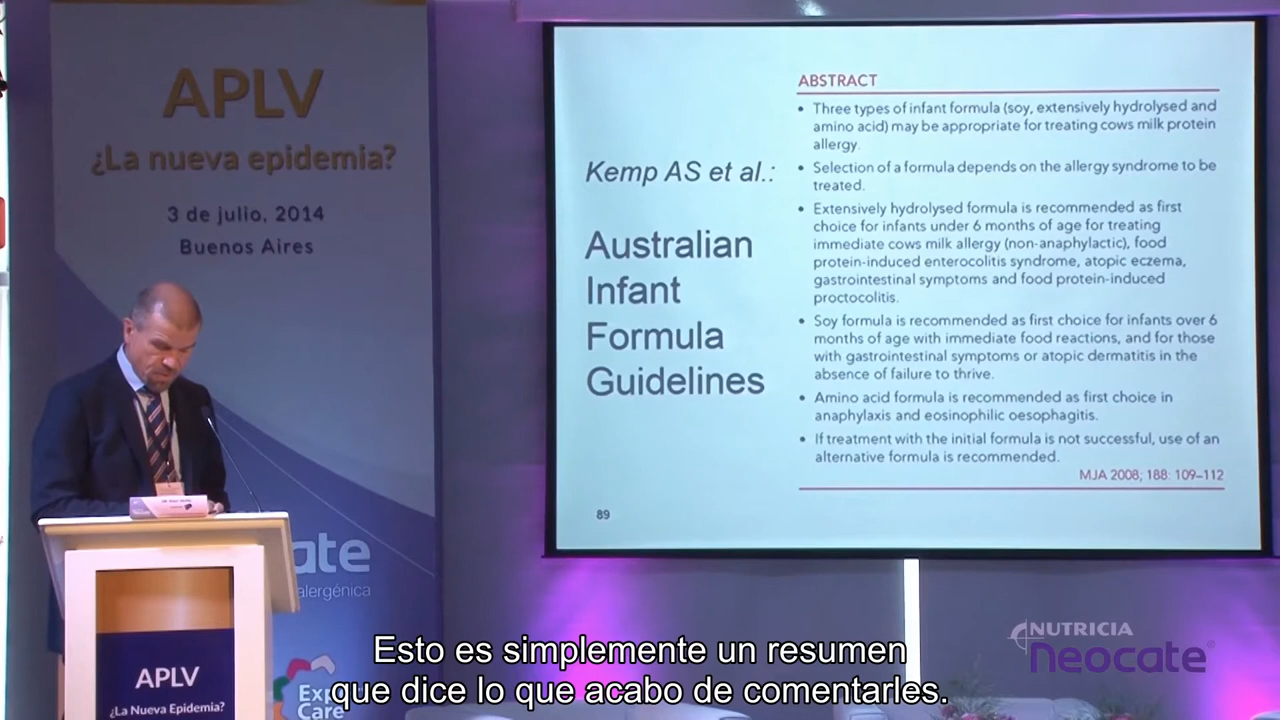 APLV
¿La nueva epidemia?
3 de julio, 2014
Buenos Aires
Kemp AS et al.:
Australian
Infant
Formula
Guidelines
89
ABSTRACT
• Three types of infant formula (soy, extensively hydrolysed and
amino acid) may be appropriate for treating cows milk protein
allergy.
• Selection of a formula depends on the allergy syndrome to be
treated.
• Extensively hydrolysed formula is recommended as first
choice for infants under 6 months of age for treating
immediate cows milk allergy (non-anaphylactic), food
protein-induced enterocolitis syndrome, atopic eczema,
gastrointestinal symptoms and food protein-induced
proctocolitis.
• Soy formula is recommended as first choice for infants over 6
months of age with immediate food reactions, and for those
with gastrointestinal symptoms or atopic dermatitis in the
absence of failure to thrive.
• Amino acid formula is recommended as first choice in
anaphylaxis and eosinophilic oesophagitis.
• If treatment with the initial formula is not successful, use of an
alternative formula is recommended.
MJA 2008; 188: 109–112
cate
alergénica
APLV
¿La Nueva Epidemia?
Exp
Care
NUTRICIA
neocate
Esto es simplemente un resumen
que dice lo que acabo de comentarles.